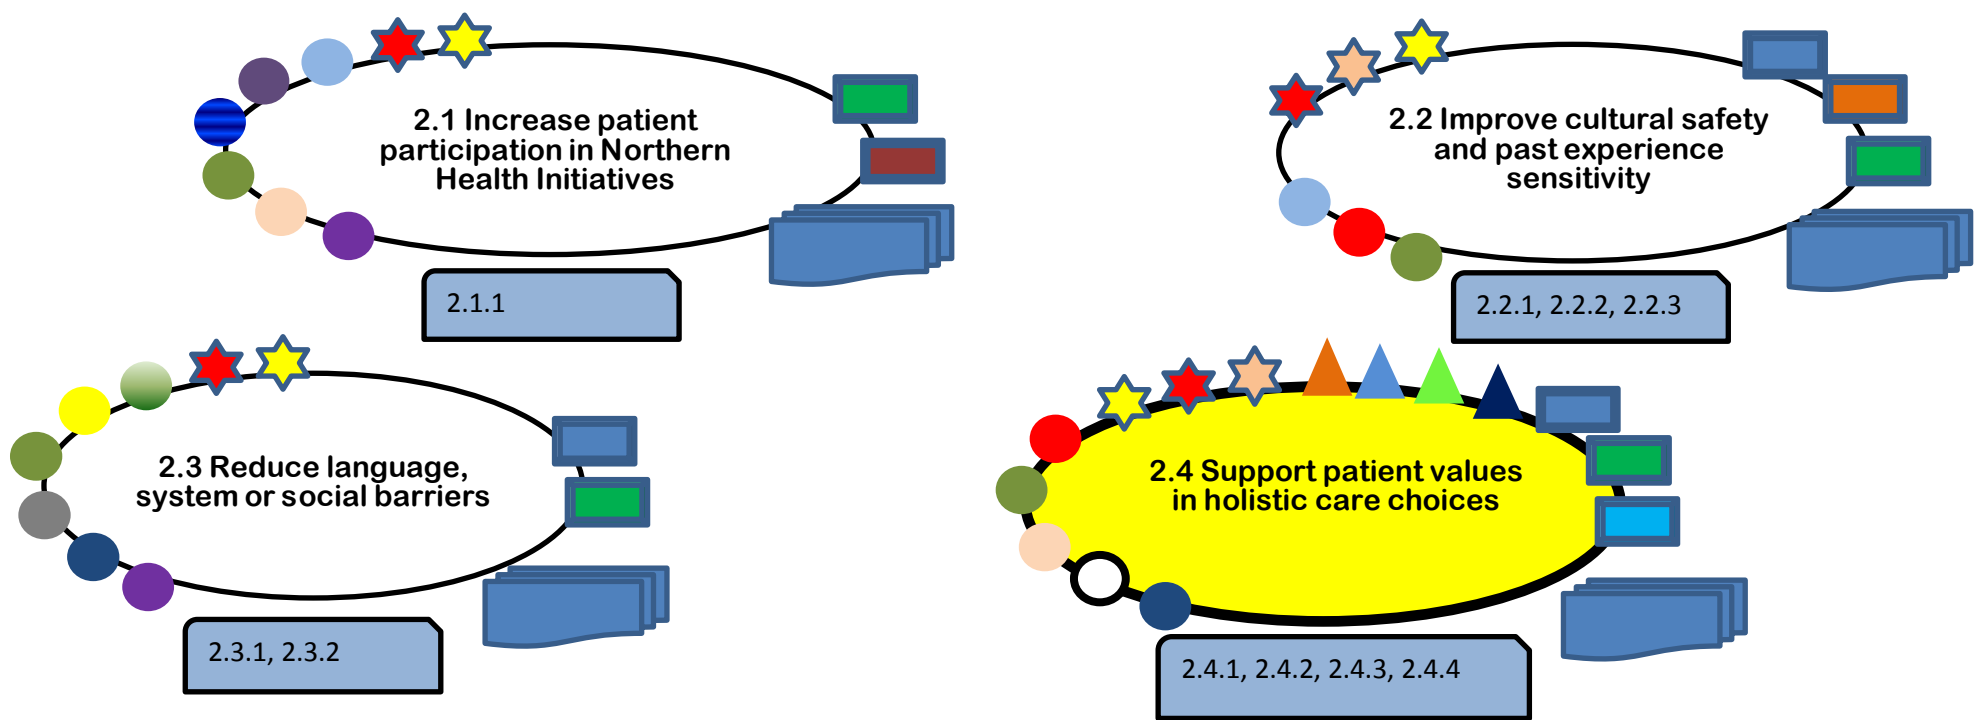 2.1 Increase patient
participation in Northern
Health Initiatives
2.1.1
2.2 Improve cultural safety
and past experience
sensitivity
2.2.1, 2.2.2, 2.2.3
2.3 Reduce language,
system or social barriers
2.3.1, 2.3.2
2.4 Support patient values
in holistic care choices
2.4.1, 2.4.2, 2.4.3, 2.4.4